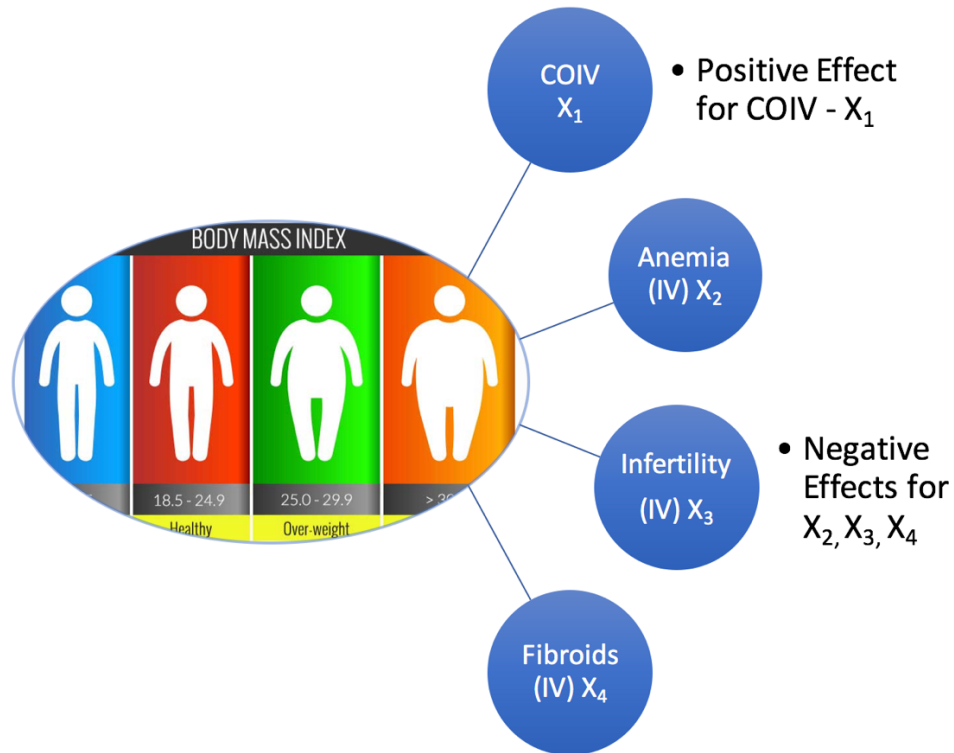 COIV
X₁
• Positive Effect
for COIV - X₁
BODY MASS INDEX
Anemia
(IV) X₂
Infertility
(IV) X₃
• Negative
Effects for
X₂, X₃, X₄
18.5 - 24.9
25.0 - 29.9
Healthy
Over-weight
Fibroids
(IV) X₄